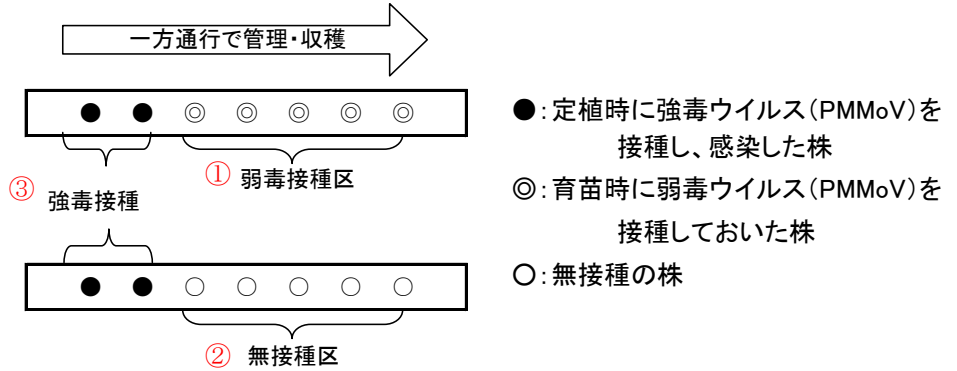 一方通行で管理・収穫
● ● ◎ ◎ ◎ ◎ ◎
① 弱毒接種区
③ 強毒接種
● ● ○ ○ ○ ○ ○
② 無接種区
●:定植時に強毒ウイルス(PMMoV)を
接種し、感染した株
◎:育苗時に弱毒ウイルス(PMMoV)を
接種しておいた株
○:無接種の株